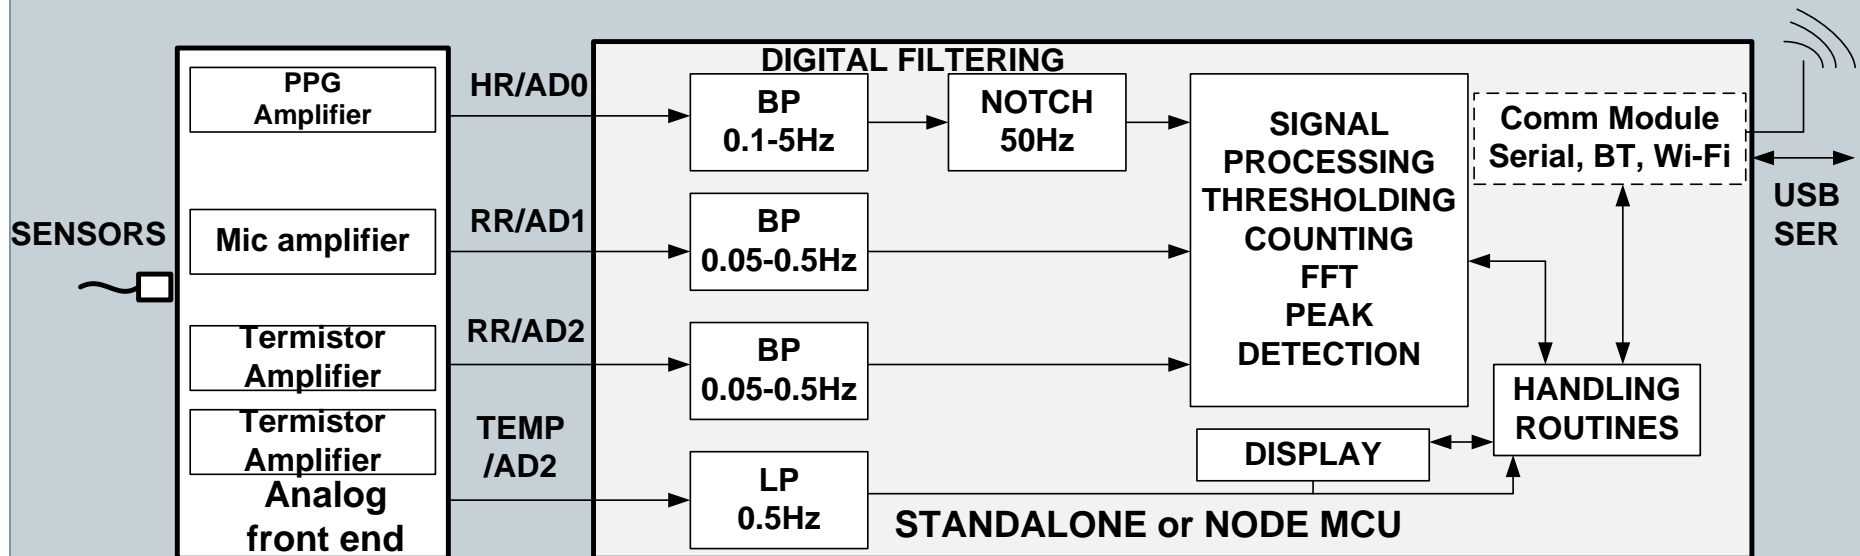 SENSORS
PPG
Amplifier
Mic amplifier
Termistor
Amplifier
Termistor
Amplifier
Analog
front end
HR/AD0
RR/AD1
RR/AD2
TEMP
/AD2
DIGITAL FILTERING
BP
0.1-5Hz
NOTCH
50Hz
BP
0.05-0.5Hz
BP
0.05-0.5Hz
LP
0.5Hz
SIGNAL
PROCESSING
THRESHOLDING
COUNTING
FFT
PEAK
DETECTION
Comm Module
Serial, BT, Wi-Fi
HANDLING
ROUTINES
DISPLAY
STANDALONE or NODE MCU
USB
SER